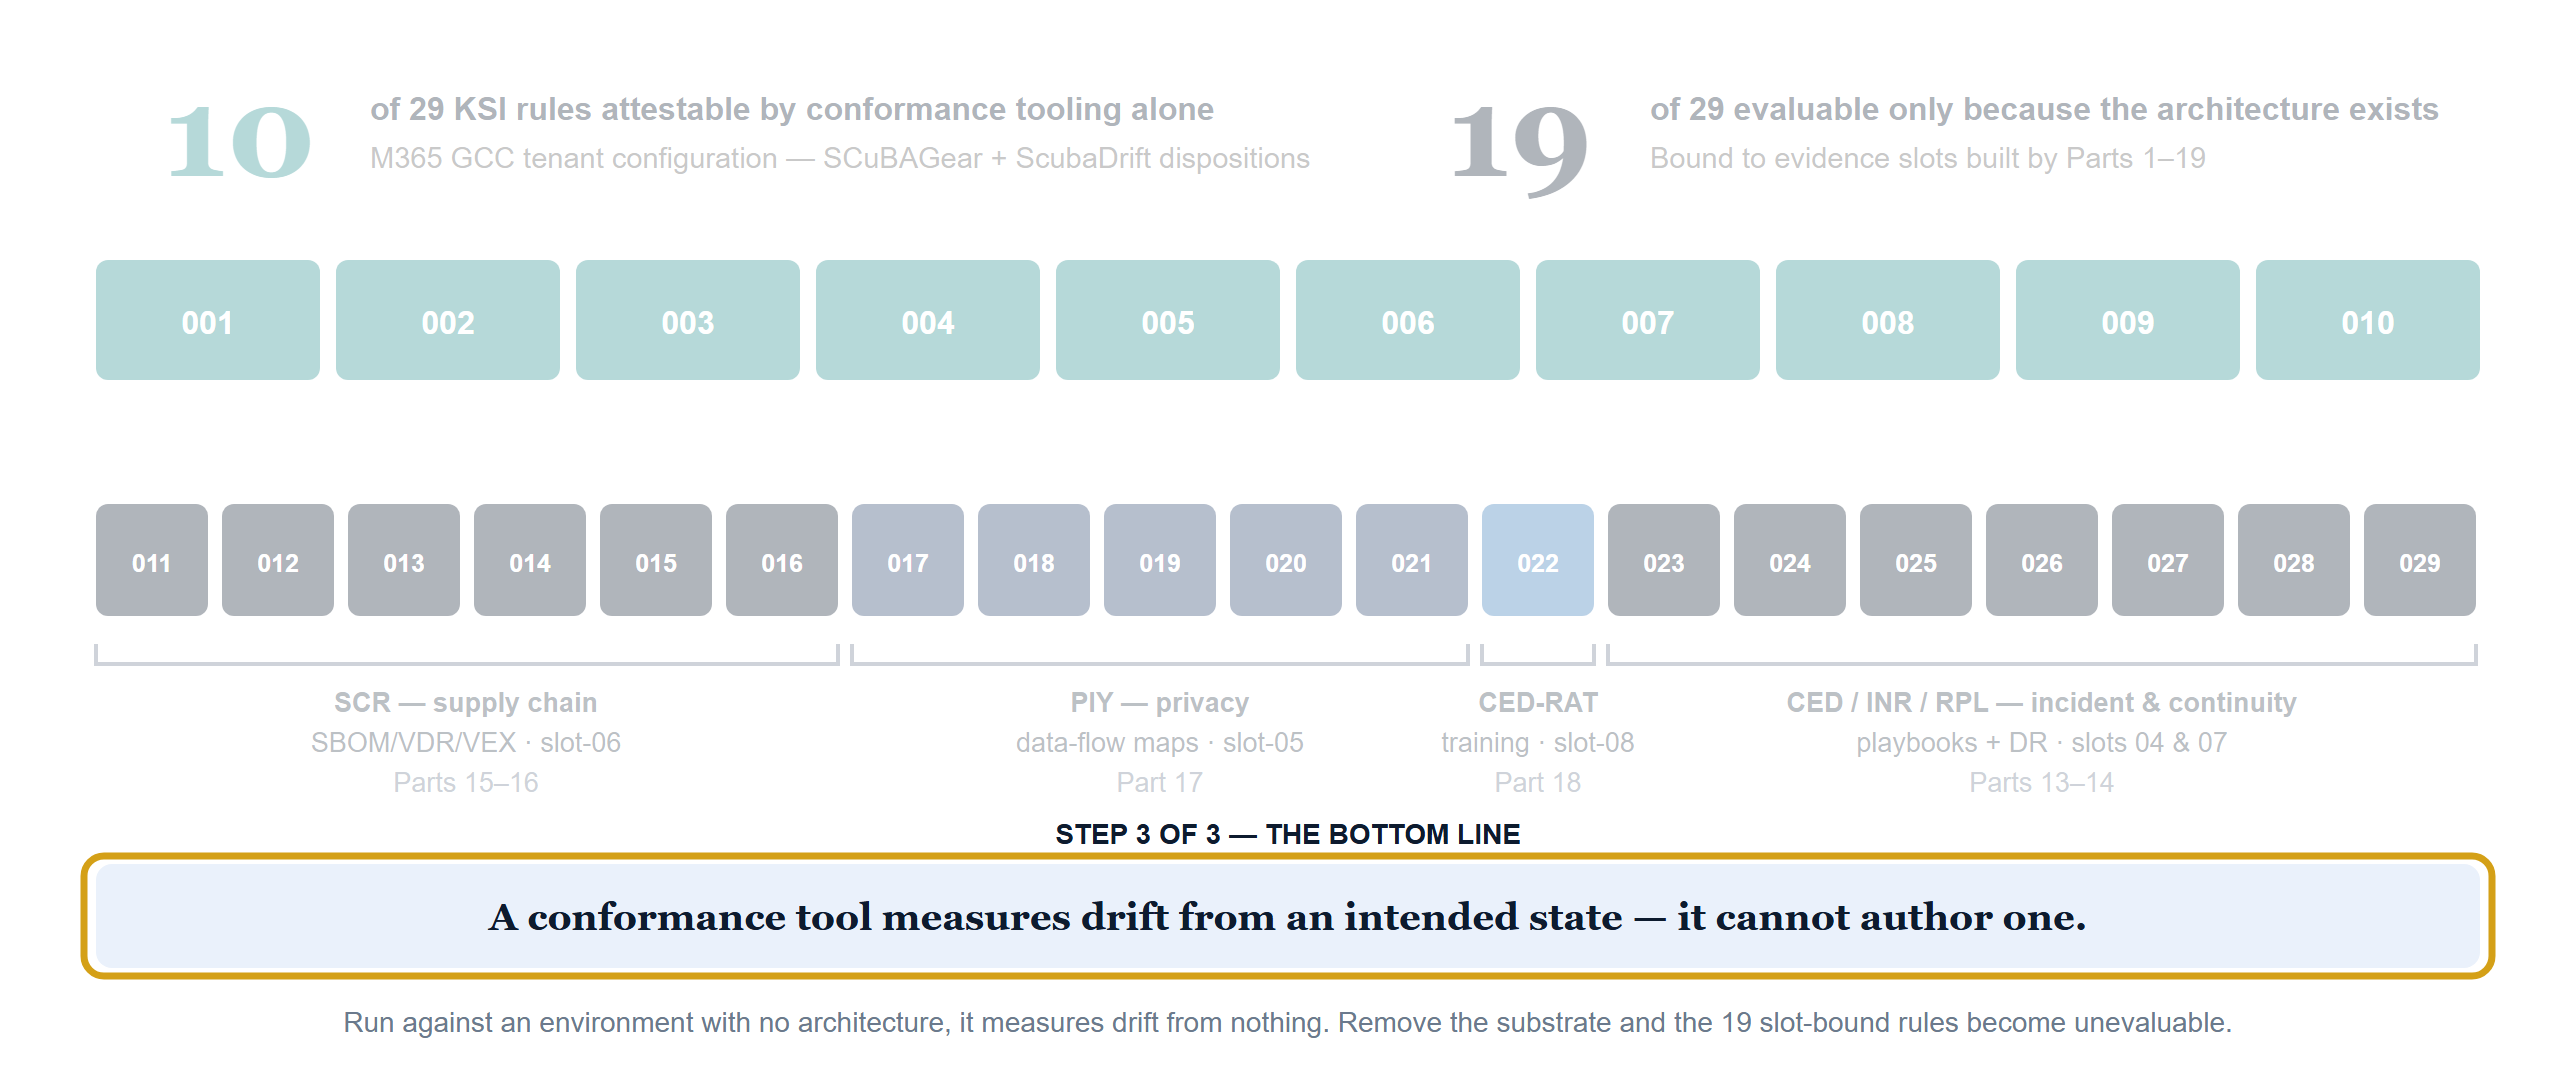 10
of 29 KSI rules attestable by conformance tooling alone
M365 GCC tenant configuration — SCuBAGear + ScubaDrift dispositions
19
of 29 evaluable only because the architecture exists
Bound to evidence slots built by Parts 1–19
001
002
003
004
005
006
007
008
009
010
011
012
013
014
015
016
017
018
019
020
021
022
023
024
025
026
027
028
029
SCR — supply chain
SBOM/VDR/VEX · slot-06
Parts 15–16
PIY — privacy
data-flow maps · slot-05
Part 17
CED-RAT
training · slot-08
Part 18
CED / INR / RPL — incident & continuity
playbooks + DR · slots 04 & 07
Parts 13–14
STEP 3 OF 3 — THE BOTTOM LINE
A conformance tool measures drift from an intended state — it cannot author one.
Run against an environment with no architecture, it measures drift from nothing. Remove the substrate and the 19 slot-bound rules become unevaluable.